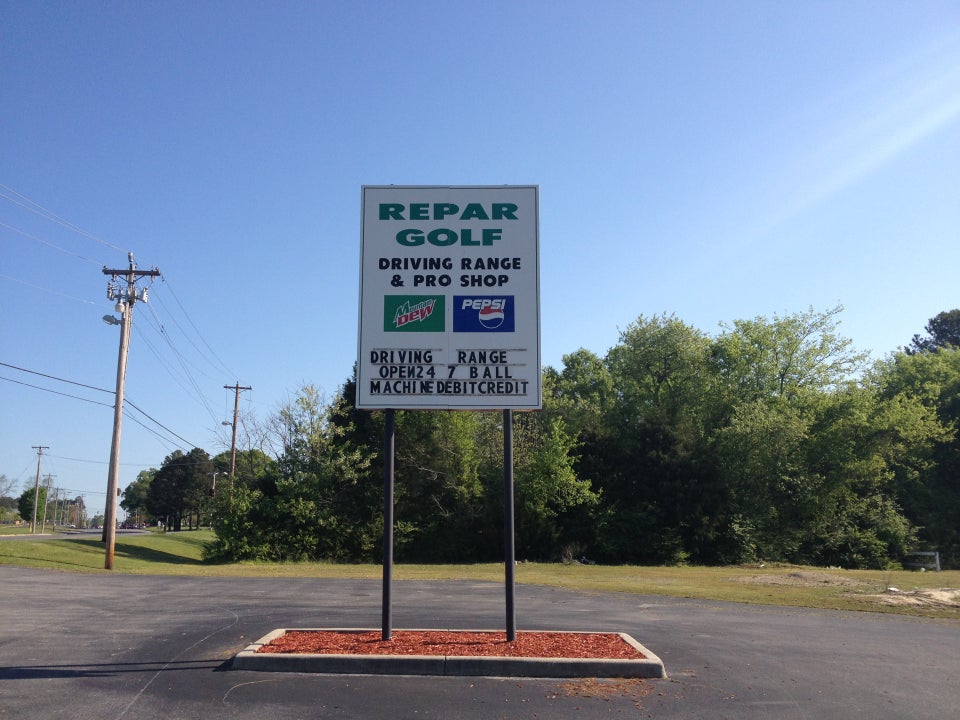 REPAR
GOLF
DRIVING RANGE
& PRO SHOP
Mountain
DEW
PEPSI
DRIVING RANGE
OPEN24 7 BALL
MACHINE DEBITCREDIT